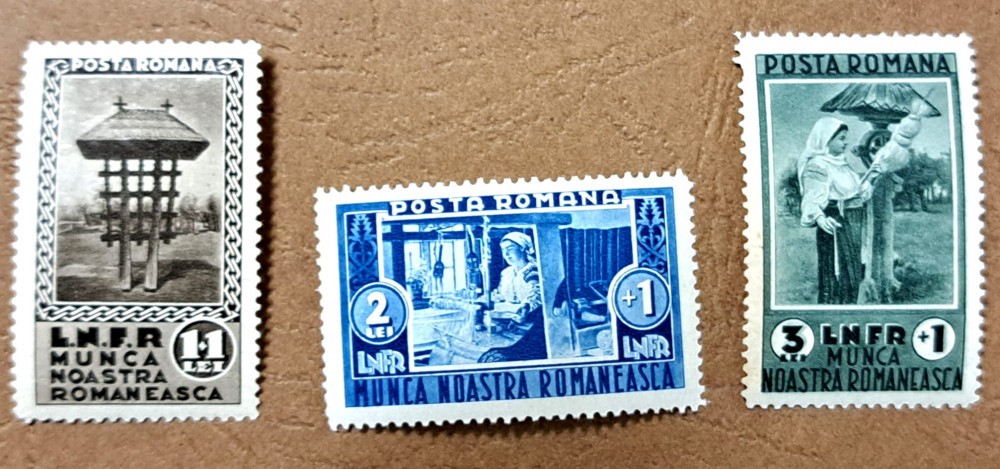 POSTA ROMANA
L.N.F.R
1+1
LEI
MUNCA
NOASTRA
ROMANEASCA
POSTA ROMANA
2
LEI
+1
LNFR
LNFR
MUNCA NOASTRA ROMANEASCA
POSTA ROMANA
3
LEI
LNFR
+1
MUNCA
NOASTRA ROMANEASCA